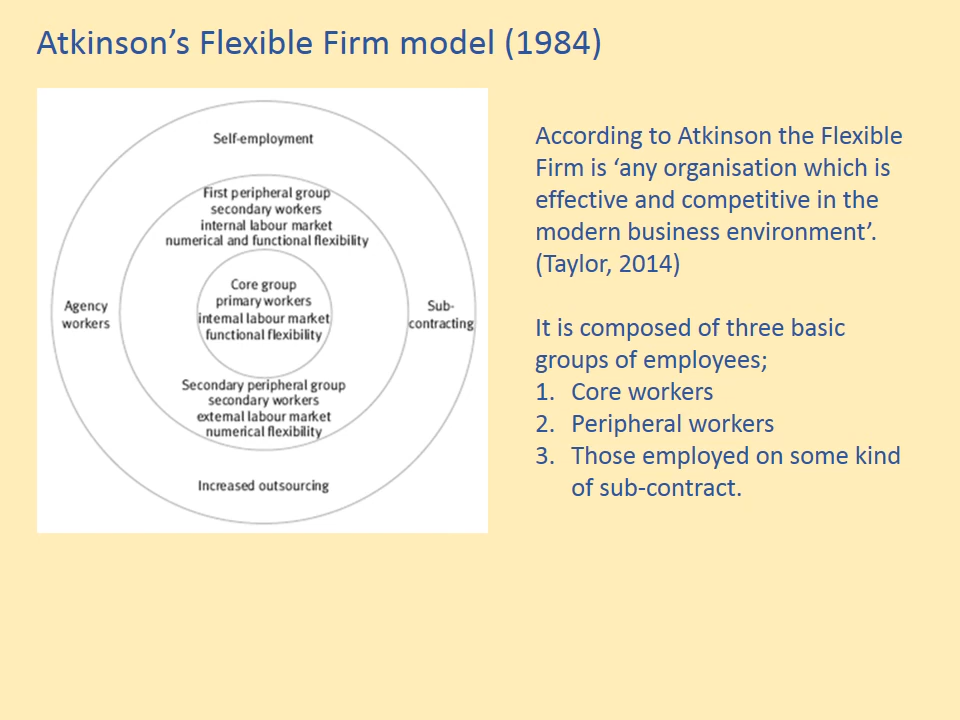 Atkinson’s Flexible Firm model (1984)
Self-employment
First peripheral group
secondary workers
internal labour market
numerical and functional flexibility
Core group
primary workers
internal labour market
functional flexibility
Agency
workers
Sub-
contracting
Secondary peripheral group
secondary workers
external labour market
numerical flexibility
Increased outsourcing
According to Atkinson the Flexible
Firm is ‘any organisation which is
effective and competitive in the
modern business environment’.
(Taylor, 2014)
It is composed of three basic
groups of employees;
1. Core workers
2. Peripheral workers
3. Those employed on some kind
of sub-contract.